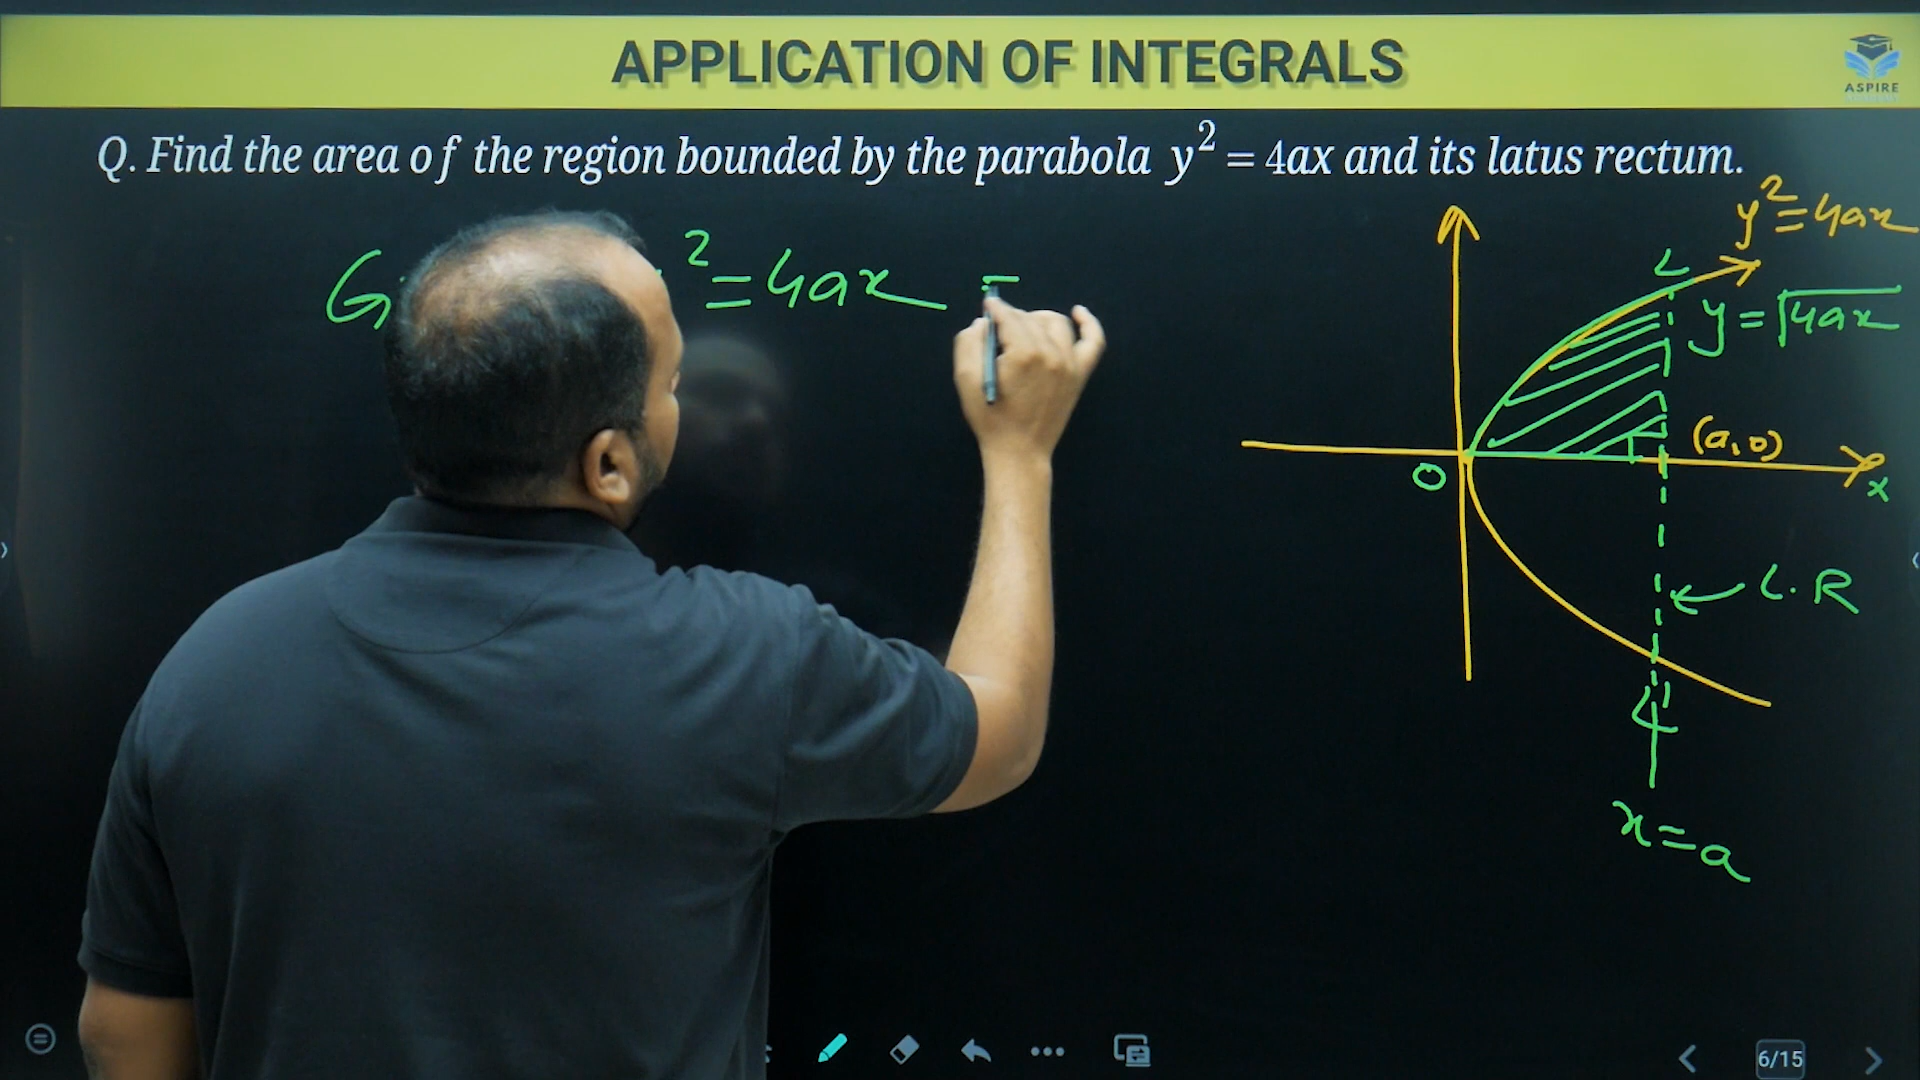 APPLICATION OF INTEGRALS
ASPIRE
Q. Find the area of the region bounded by the parabola y² = 4ax and its latus rectum.
y² = 4ax
² = 4ax =
L
y = √4ax
(a, 0)
O
x
L.R
x = a
6/15